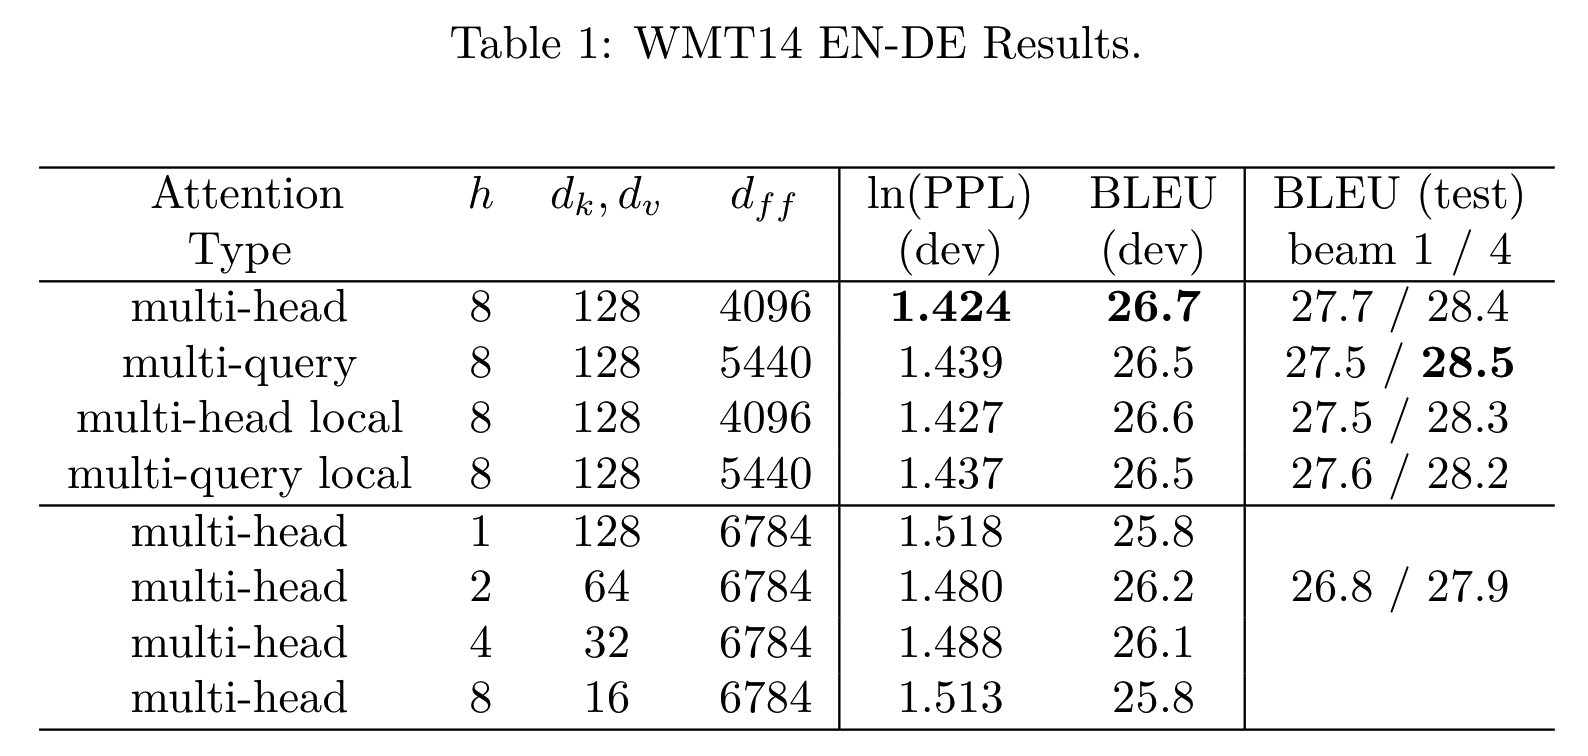 Table 1: WMT14 EN-DE Results.
Attention h d_k, d_v d_ff ln(PPL) BLEU BLEU (test)
Type (dev) (dev) beam 1 / 4
multi-head 8 128 4096 1.424 26.7 27.7 / 28.4
multi-query 8 128 5440 1.439 26.5 27.5 / 28.5
multi-head local 8 128 4096 1.427 26.6 27.5 / 28.3
multi-query local 8 128 5440 1.437 26.5 27.6 / 28.2
multi-head 1 128 6784 1.518 25.8
multi-head 2 64 6784 1.480 26.2 26.8 / 27.9
multi-head 4 32 6784 1.488 26.1
multi-head 8 16 6784 1.513 25.8